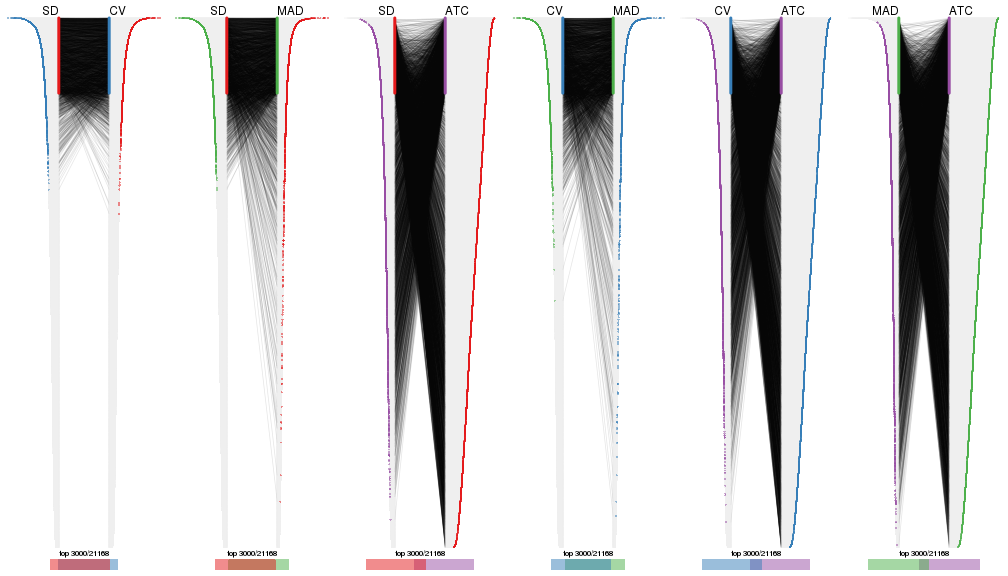 SD CV
SD MAD
SD ATC
CV MAD
CV ATC
MAD ATC
top 3000/21168
top 3000/21168
top 3000/21168
top 3000/21168
top 3000/21168
top 3000/21168